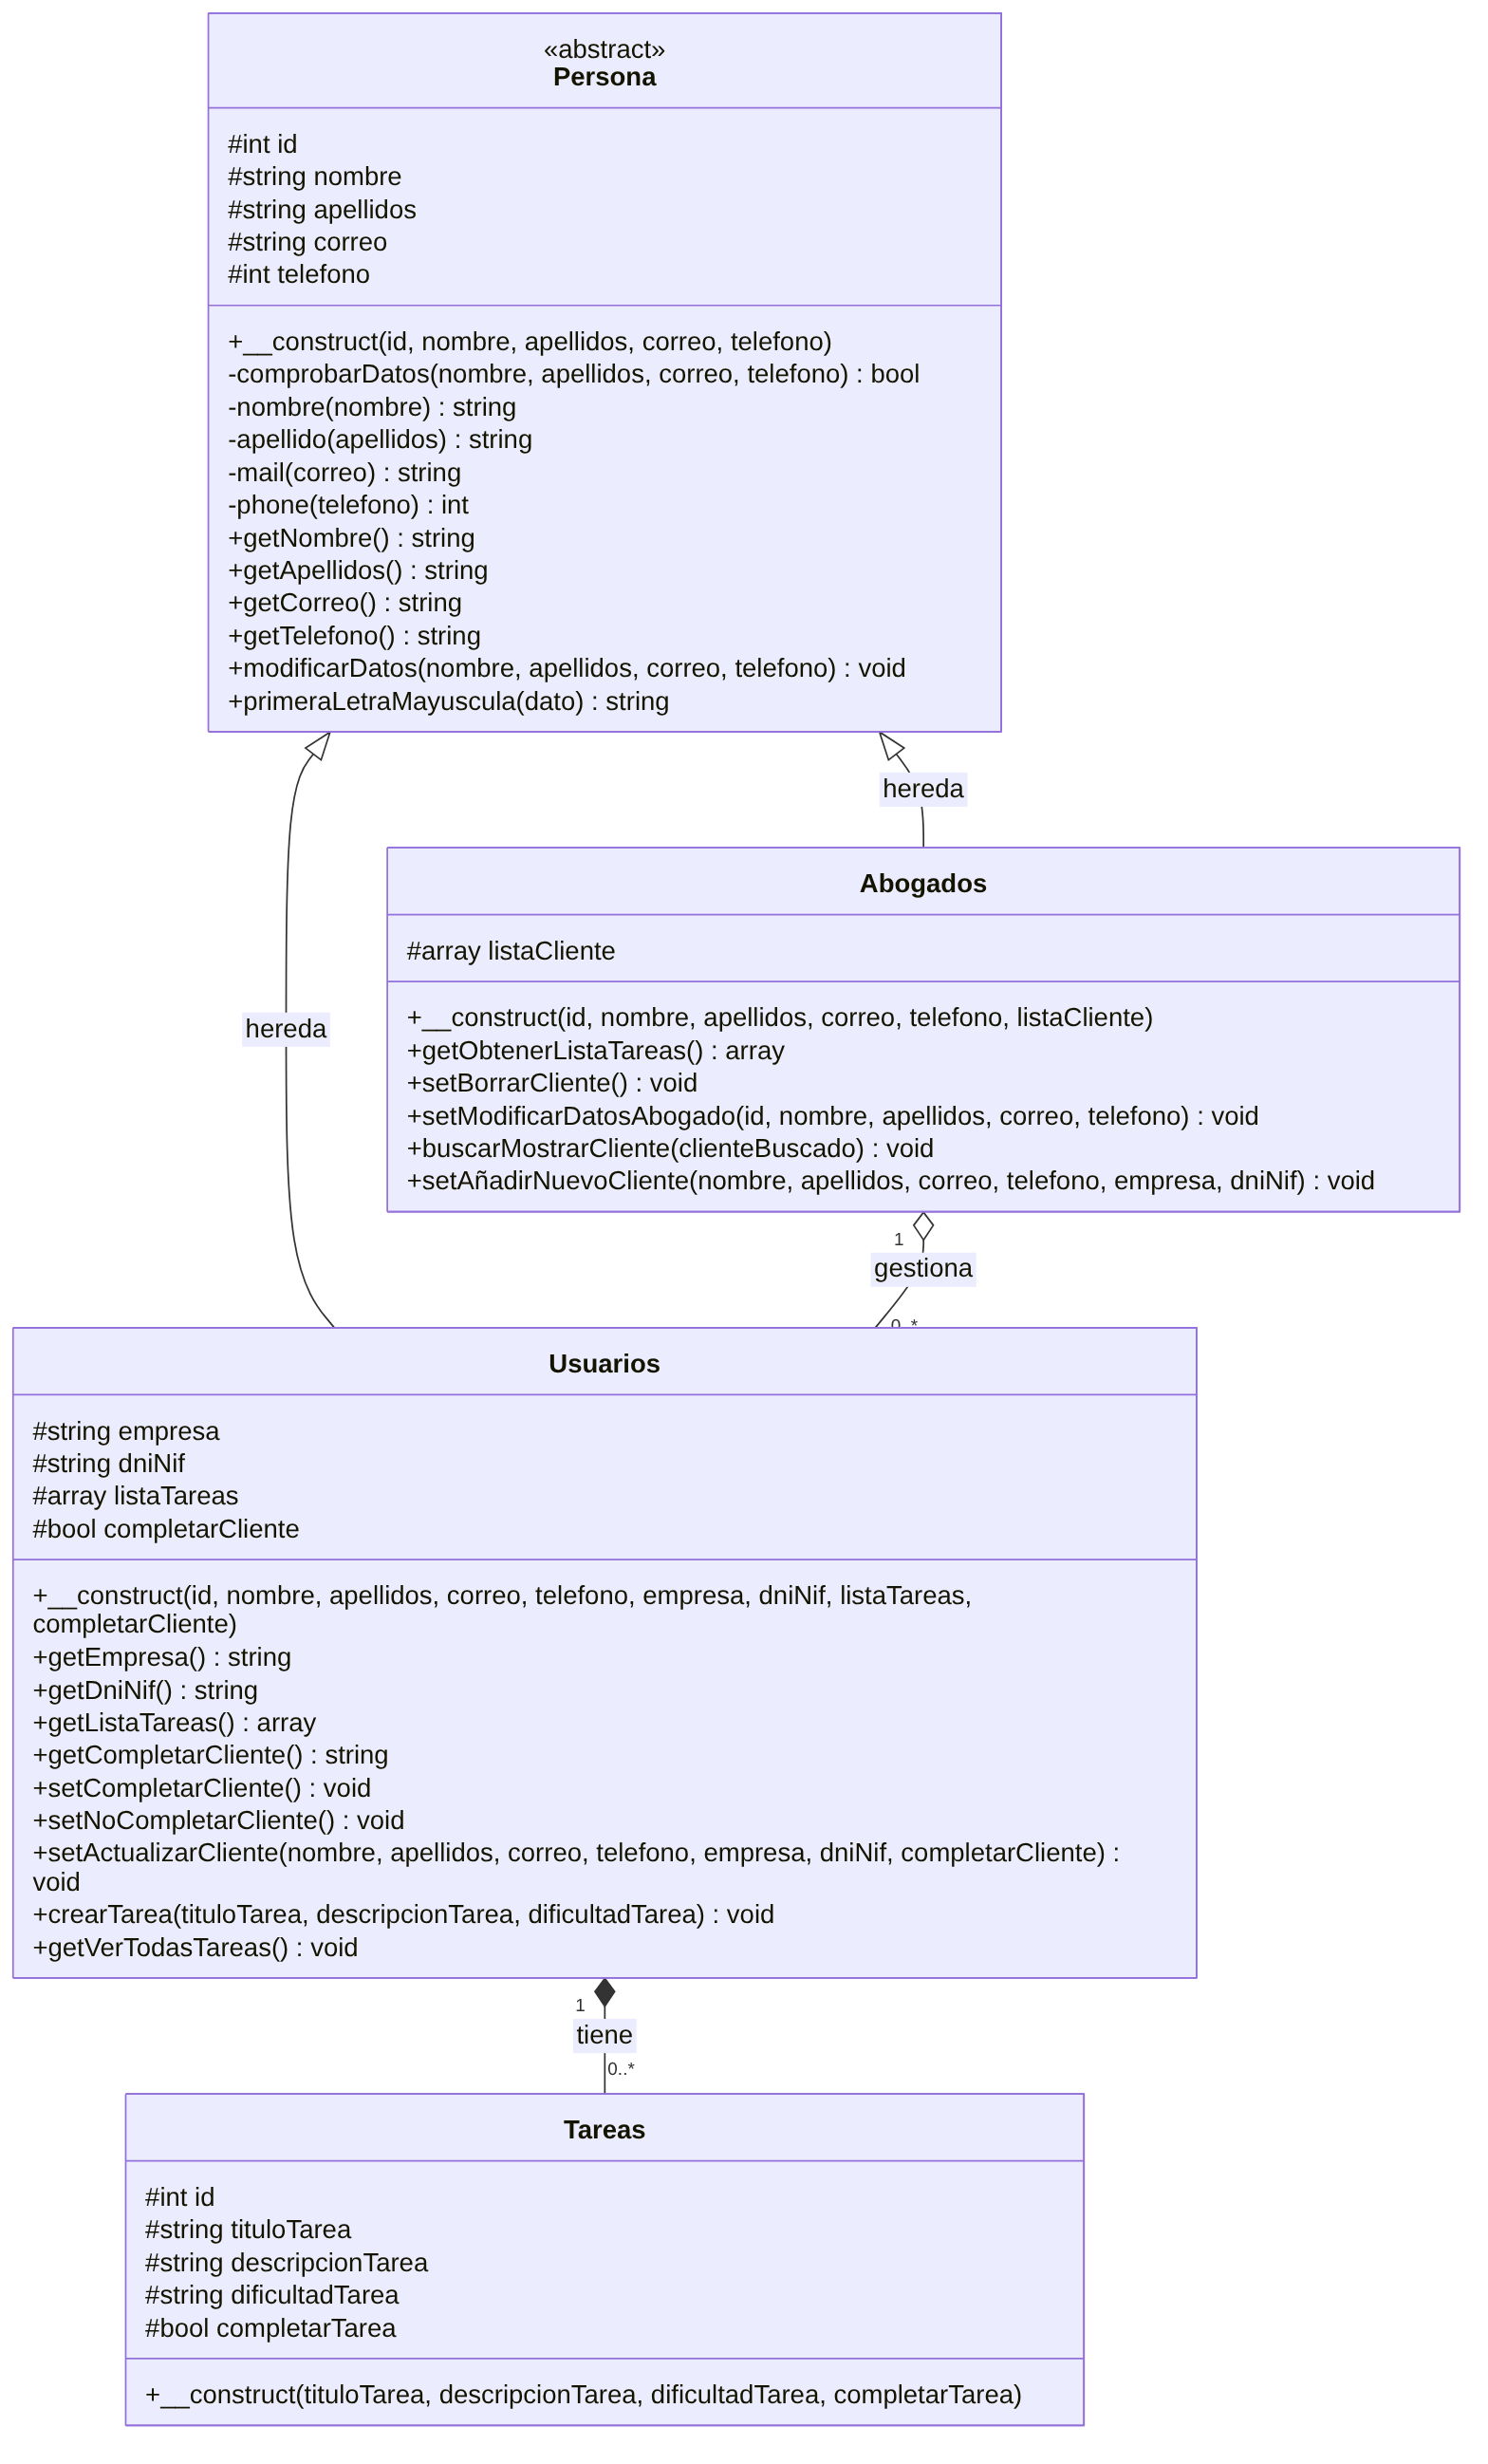 «abstract»
Persona
#int id
#string nombre
#string apellidos
#string correo
#int telefono
+__construct(id, nombre, apellidos, correo, telefono)
-comprobarDatos(nombre, apellidos, correo, telefono) : bool
-nombre(nombre) : string
-apellido(apellidos) : string
-mail(correo) : string
-phone(telefono) : int
+getNombre() : string
+getApellidos() : string
+getCorreo() : string
+getTelefono() : string
+modificarDatos(nombre, apellidos, correo, telefono) : void
+primeraLetraMayuscula(dato) : string
hereda
Abogados
#array listaCliente
+__construct(id, nombre, apellidos, correo, telefono, listaCliente)
+getObtenerListaTareas() : array
+setBorrarCliente() : void
+setModificarDatosAbogado(id, nombre, apellidos, correo, telefono) : void
+buscarMostrarCliente(clienteBuscado) : void
+setAñadirNuevoCliente(nombre, apellidos, correo, telefono, empresa, dniNif) : void
hereda
1
gestiona
0..*
Usuarios
#string empresa
#string dniNif
#array listaTareas
#bool completarCliente
+__construct(id, nombre, apellidos, correo, telefono, empresa, dniNif, listaTareas,
completarCliente)
+getEmpresa() : string
+getDniNif() : string
+getListaTareas() : array
+getCompletarCliente() : string
+setCompletarCliente() : void
+setNoCompletarCliente() : void
+setActualizarCliente(nombre, apellidos, correo, telefono, empresa, dniNif, completarCliente) :
void
+crearTarea(tituloTarea, descripcionTarea, dificultadTarea) : void
+getVerTodasTareas() : void
1
tiene
0..*
Tareas
#int id
#string tituloTarea
#string descripcionTarea
#string dificultadTarea
#bool completarTarea
+__construct(tituloTarea, descripcionTarea, dificultadTarea, completarTarea)